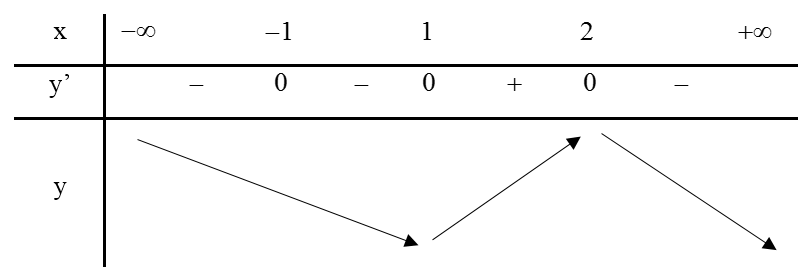 x −∞ −1 1 2 +∞
y’ − 0 − 0 + 0 −
y